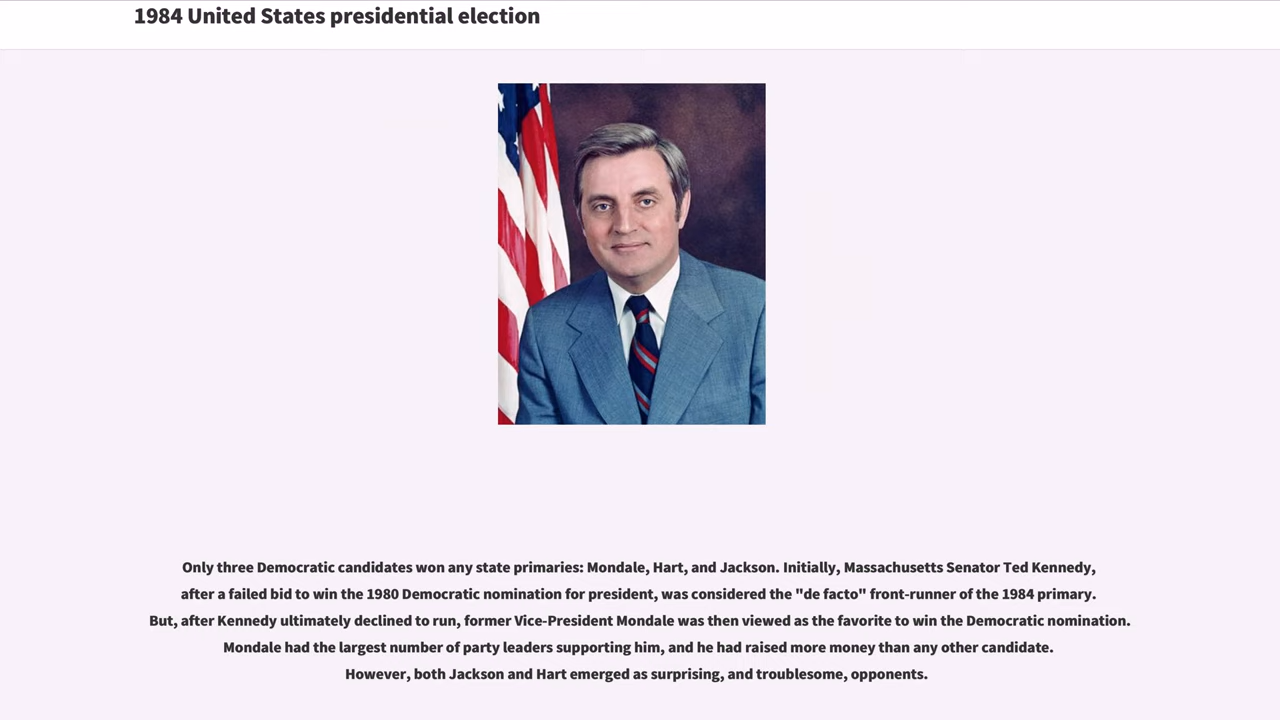 1984 United States presidential election
Only three Democratic candidates won any state primaries: Mondale, Hart, and Jackson. Initially, Massachusetts Senator Ted Kennedy,
after a failed bid to win the 1980 Democratic nomination for president, was considered the "de facto" front-runner of the 1984 primary.
But, after Kennedy ultimately declined to run, former Vice-President Mondale was then viewed as the favorite to win the Democratic nomination.
Mondale had the largest number of party leaders supporting him, and he had raised more money than any other candidate.
However, both Jackson and Hart emerged as surprising, and troublesome, opponents.